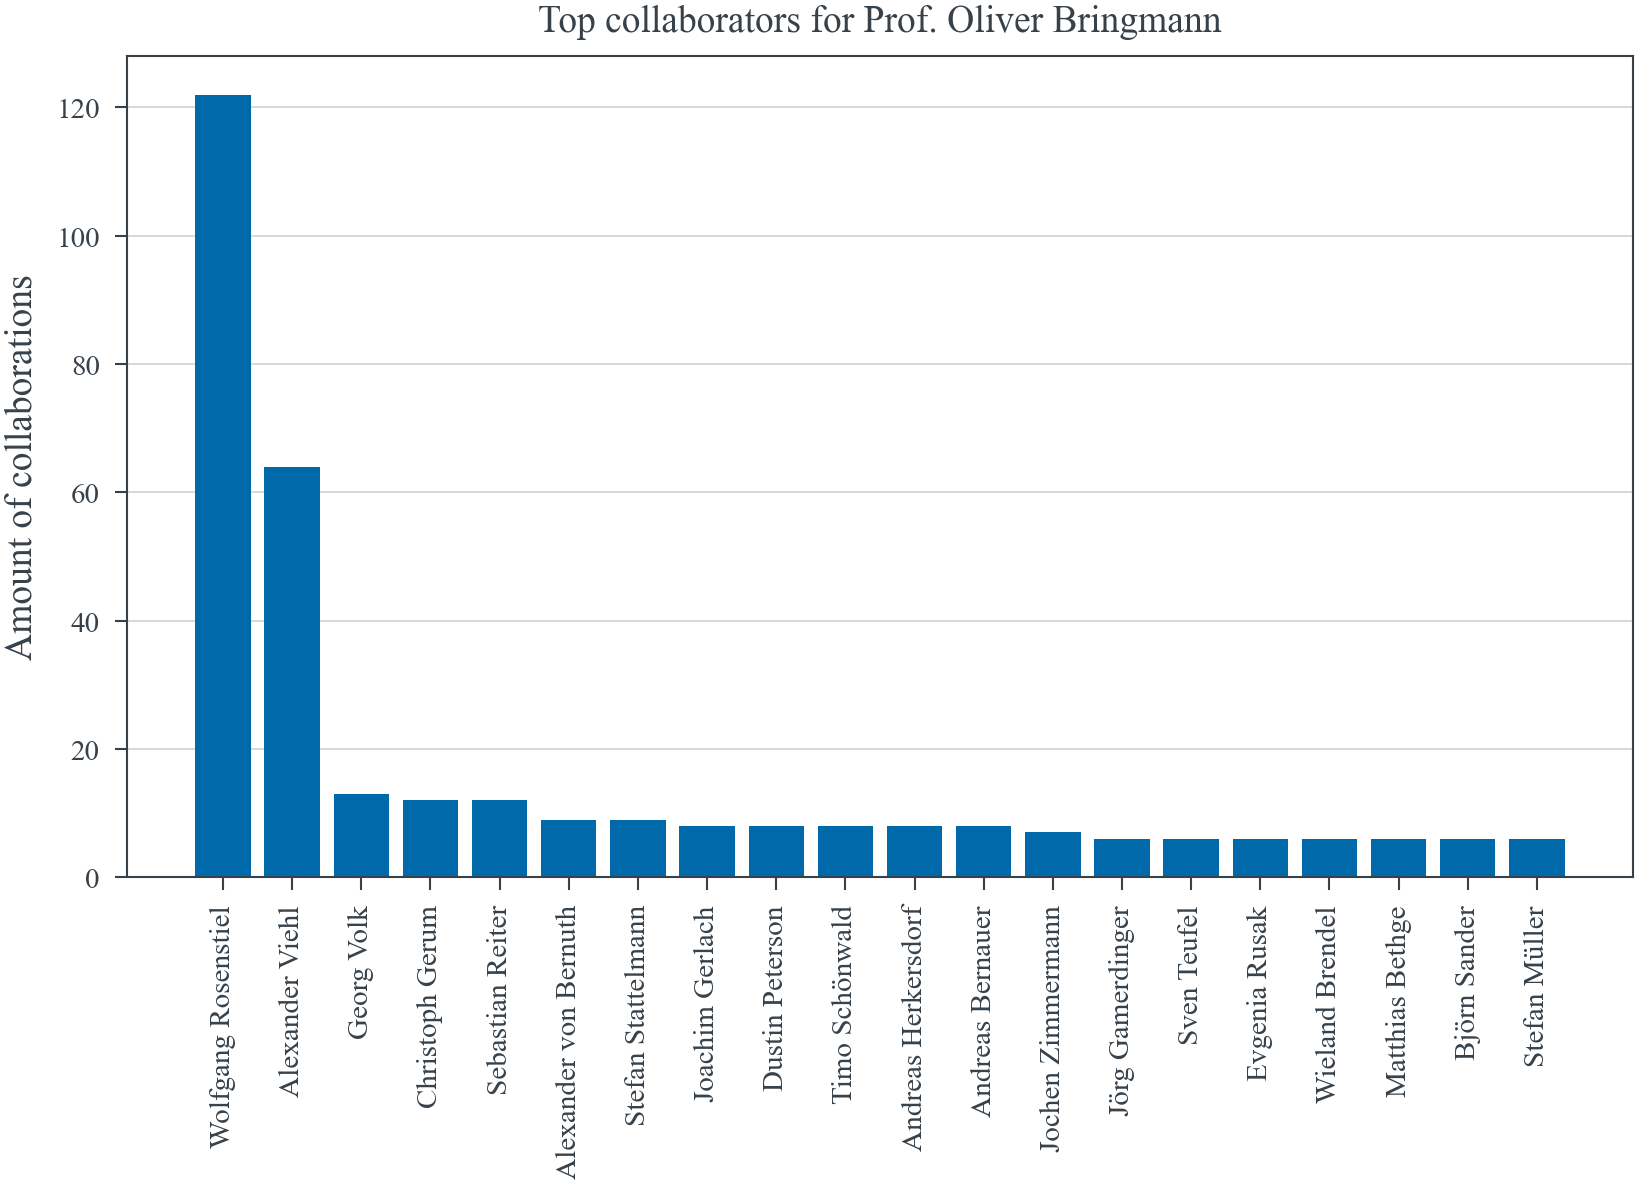 Top collaborators for Prof. Oliver Bringmann
Amount of collaborations
120
100
80
60
40
20
0
Wolfgang Rosenstiel
Alexander Viehl
Georg Volk
Christoph Gerum
Sebastian Reiter
Alexander von Bernuth
Stefan Stattelmann
Joachim Gerlach
Dustin Peterson
Timo Schönwald
Andreas Herkersdorf
Andreas Bernauer
Jochen Zimmermann
Jörg Gamerdinger
Sven Teufel
Evgenia Rusak
Wieland Brendel
Matthias Bethge
Björn Sander
Stefan Müller